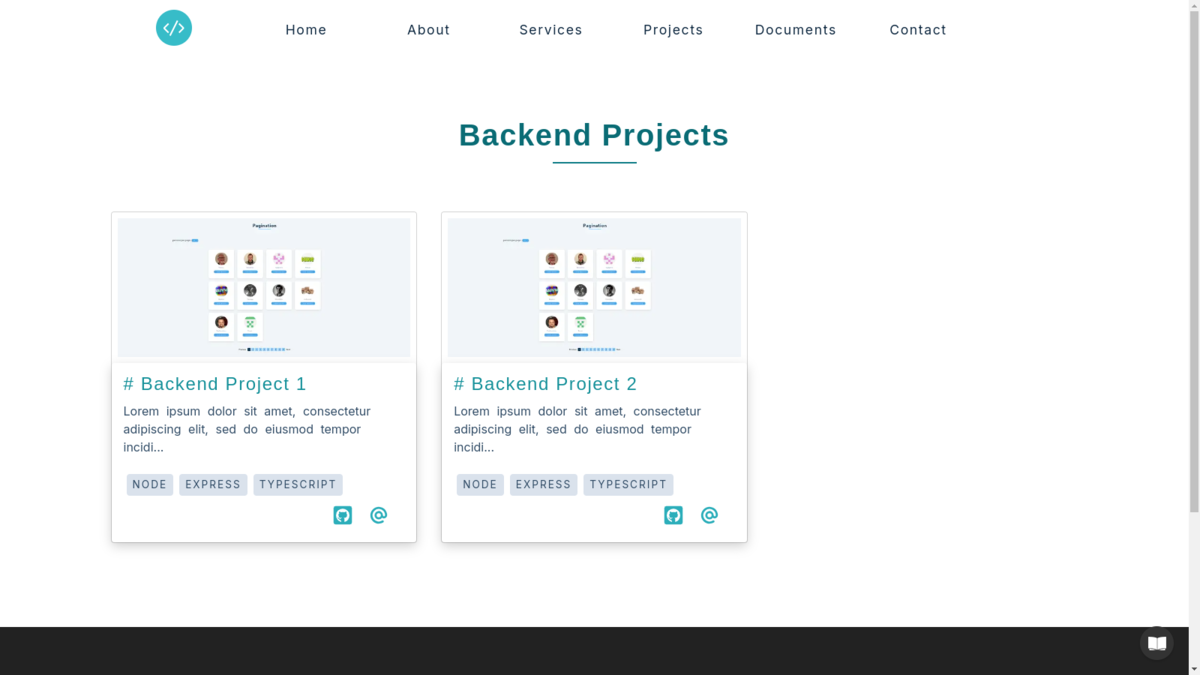 Home About Services Projects Documents Contact
Backend Projects
Pagination
Pagination
# Backend Project 1
Lorem ipsum dolor sit amet, consectetur
adipiscing elit, sed do eiusmod tempor
incidi...
NODE EXPRESS TYPESCRIPT
# Backend Project 2
Lorem ipsum dolor sit amet, consectetur
adipiscing elit, sed do eiusmod tempor
incidi...
NODE EXPRESS TYPESCRIPT